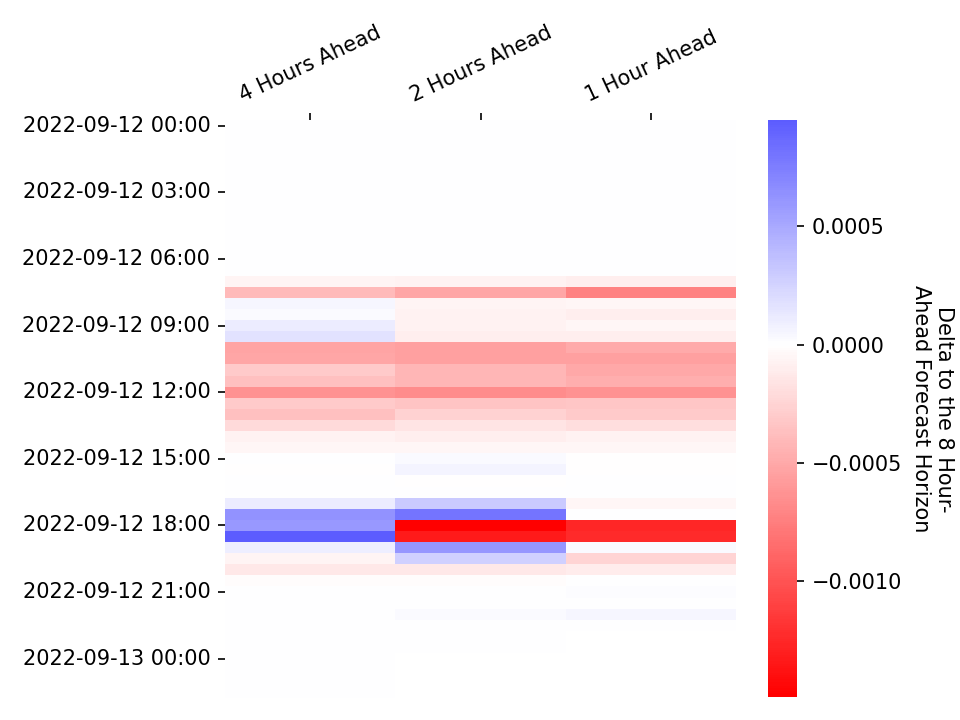 4 Hours Ahead
2 Hours Ahead
1 Hour Ahead
2022-09-12 00:00
2022-09-12 03:00
2022-09-12 06:00
2022-09-12 09:00
2022-09-12 12:00
2022-09-12 15:00
2022-09-12 18:00
2022-09-12 21:00
2022-09-13 00:00
0.0005
0.0000
−0.0005
−0.0010
Delta to the 8 Hour-
Ahead Forecast Horizon